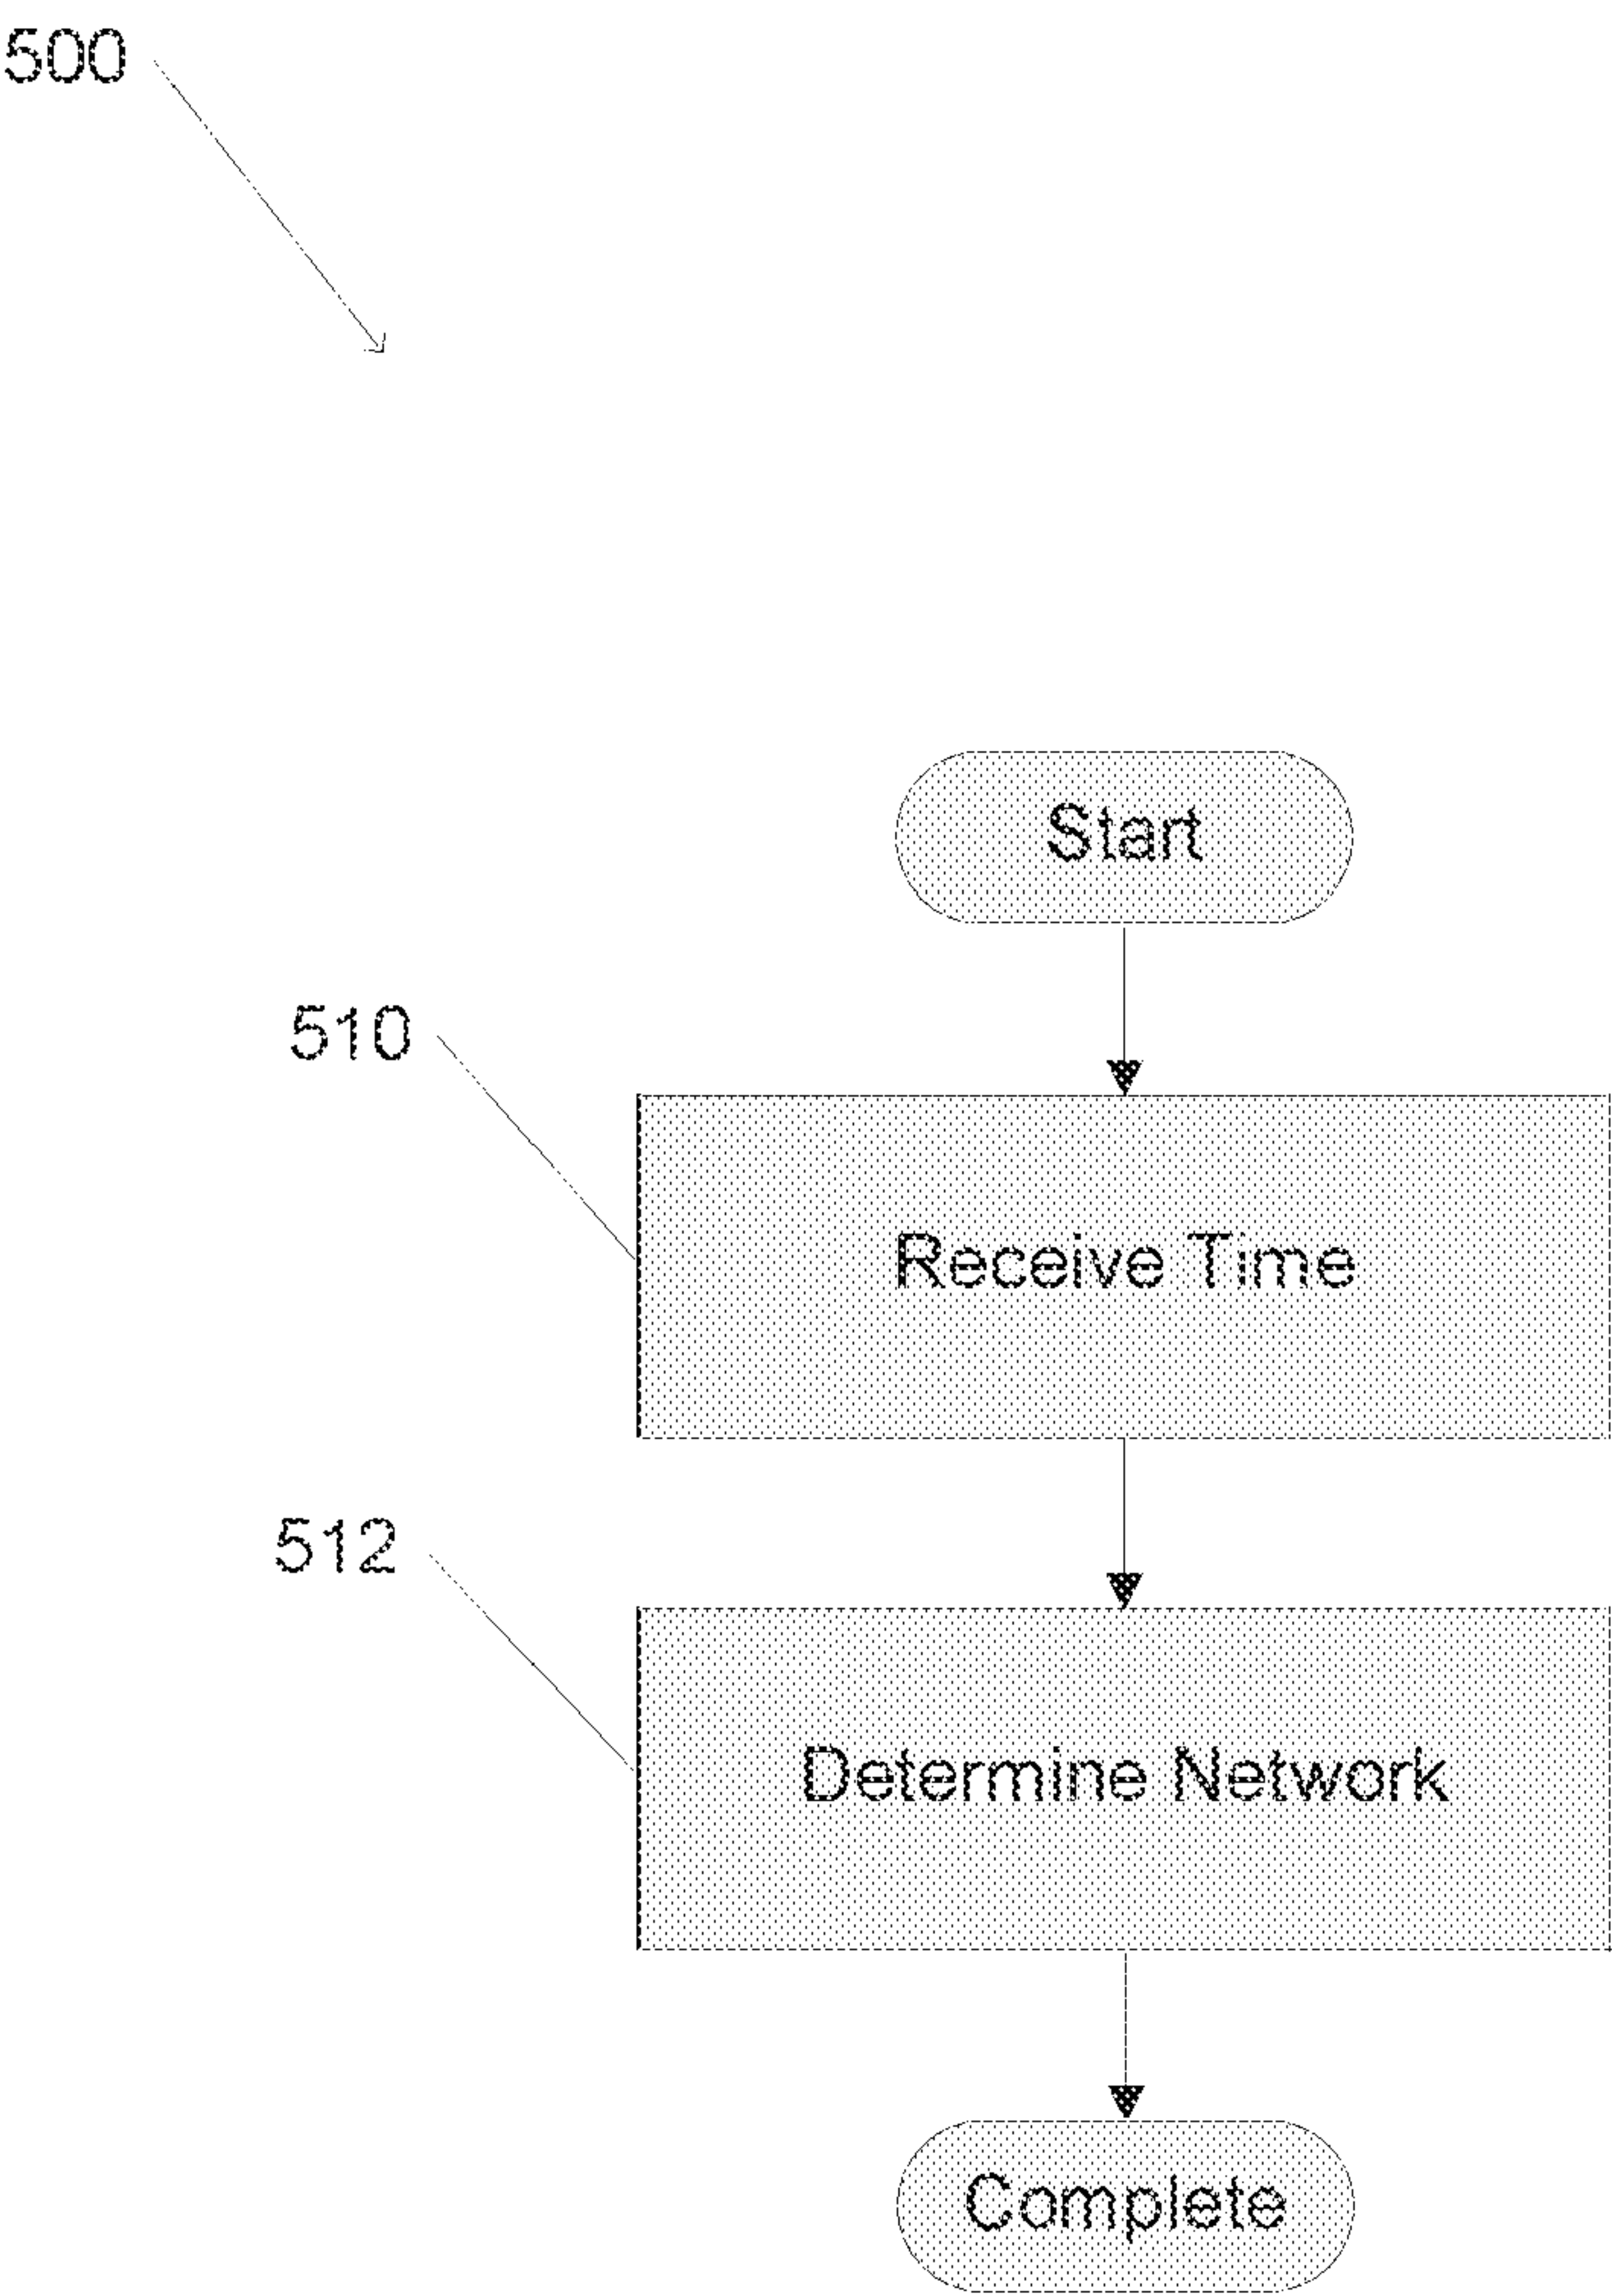 500
Start
510
Receive Time
512
Determine Network
Complete